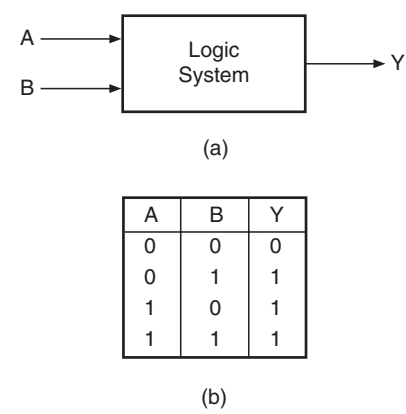 A
Logic
System
Y
B
(a)
A B Y
0 0 0
0 1 1
1 0 1
1 1 1
(b)